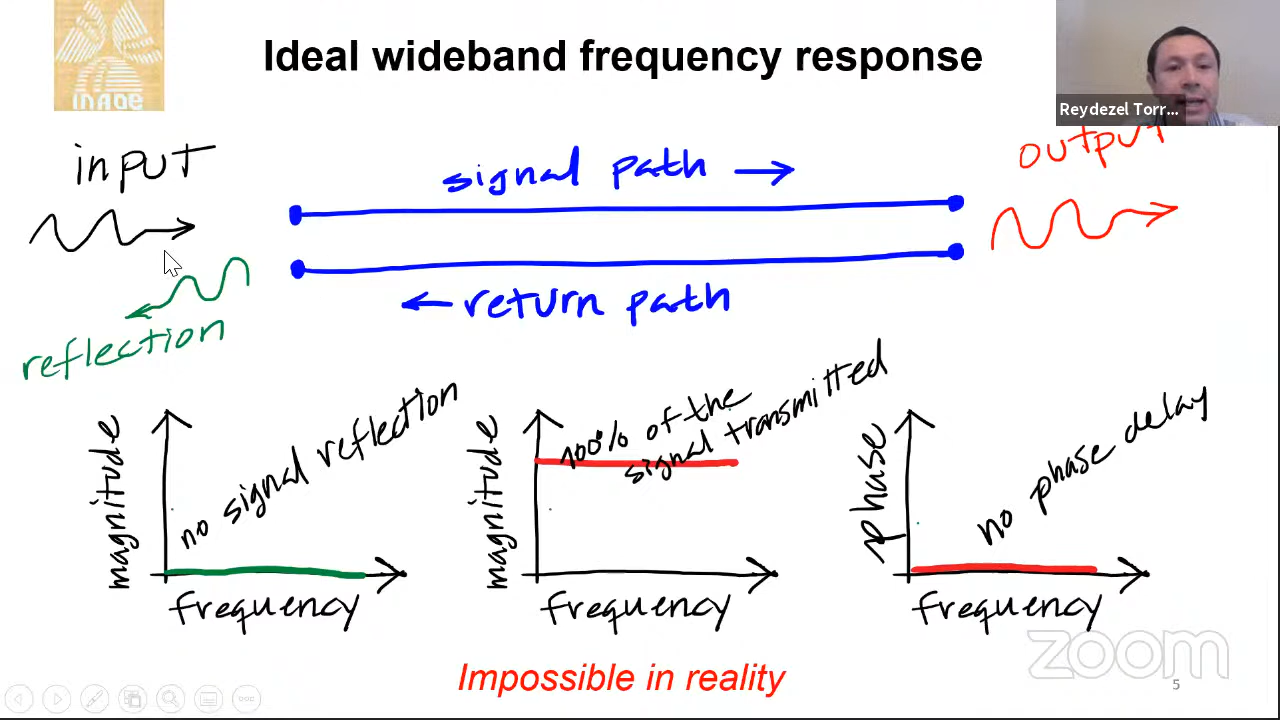 Ideal wideband frequency response
INAOE
Reydezel Torr...
input
signal path
output
return path
reflection
magnitude
no signal reflection
frequency
magnitude
100% of the
signal transmitted
frequency
phase
no phase delay
frequency
zoom
Impossible in reality
5